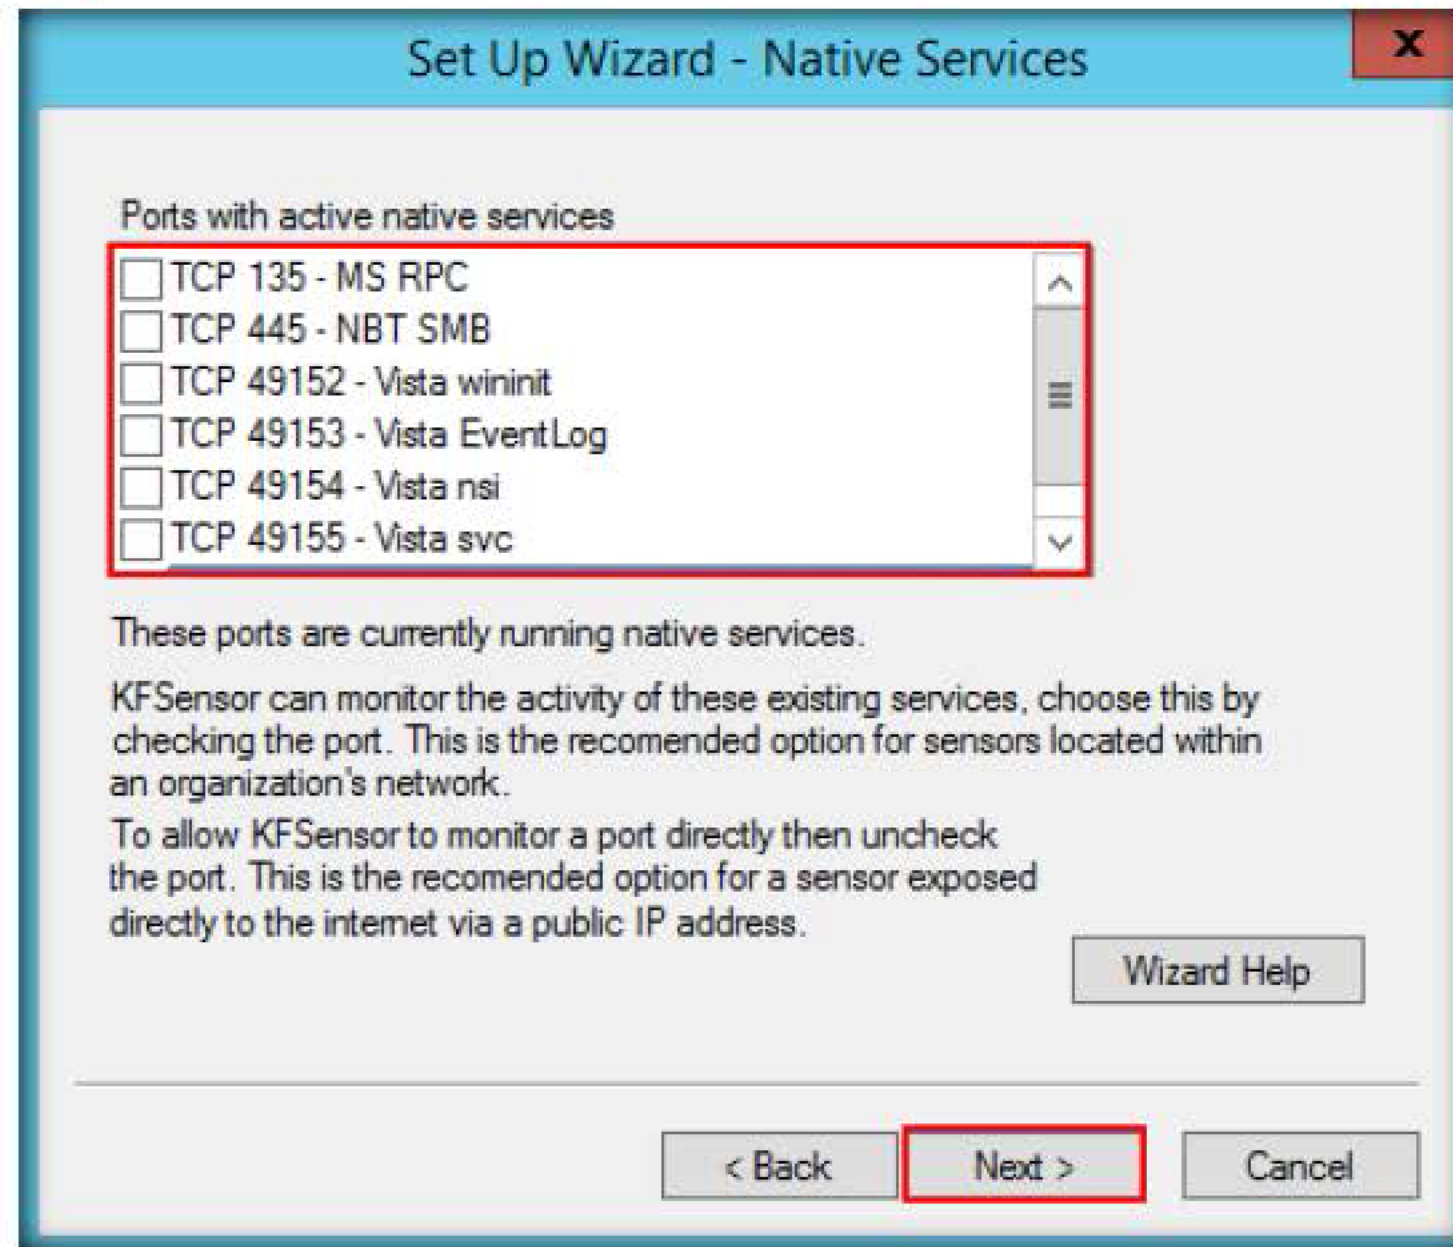 Set Up Wizard - Native Services
X
Ports with active native services
TCP 135 - MS RPC
TCP 445 - NBT SMB
TCP 49152 - Vista wininit
TCP 49153 - Vista EventLog
TCP 49154 - Vista nsi
TCP 49155 - Vista svc
These ports are currently running native services.
KFSensor can monitor the activity of these existing services, choose this by
checking the port. This is the recomended option for sensors located within
an organization's network.
To allow KFSensor to monitor a port directly then uncheck
the port. This is the recomended option for a sensor exposed
directly to the internet via a public IP address.
Wizard Help
< Back Next > Cancel